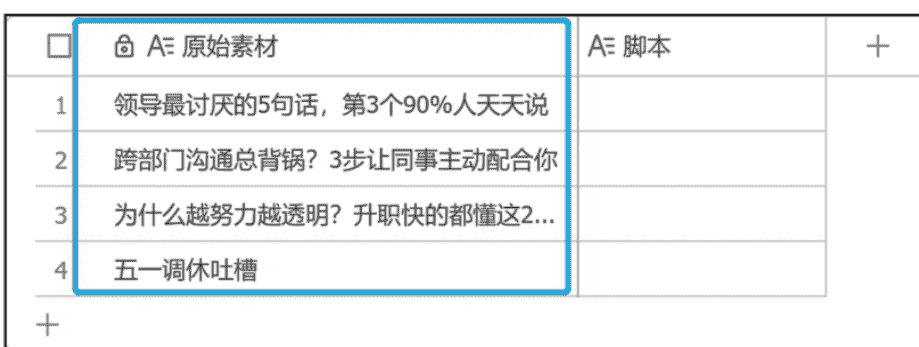 A 原始素材 A 脚本
1 领导最讨厌的5句话，第3个90%人天天说
2 跨部门沟通总背锅？3步让同事主动配合你
3 为什么越努力越透明？升职快的都懂这2...
4 五一调休吐槽